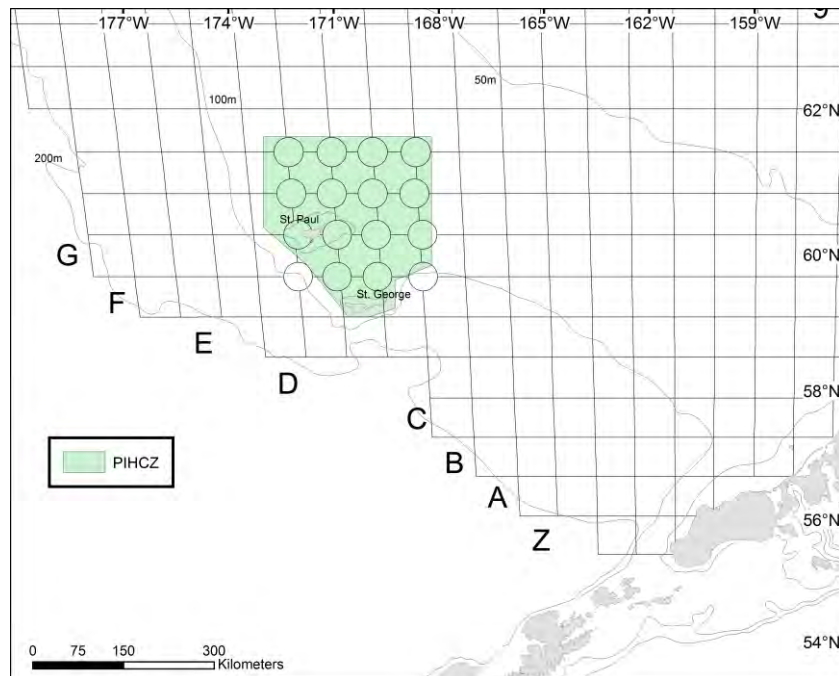 177°W 174°W 171°W 168°W 165°W 162°W 159°W
50m
100m
62°N
200m
St. Paul
60°N
G
St. George
F
E
D
58°N
C
PIHCZ
B
A
56°N
Z
54°N
0 75 150 300
Kilometers